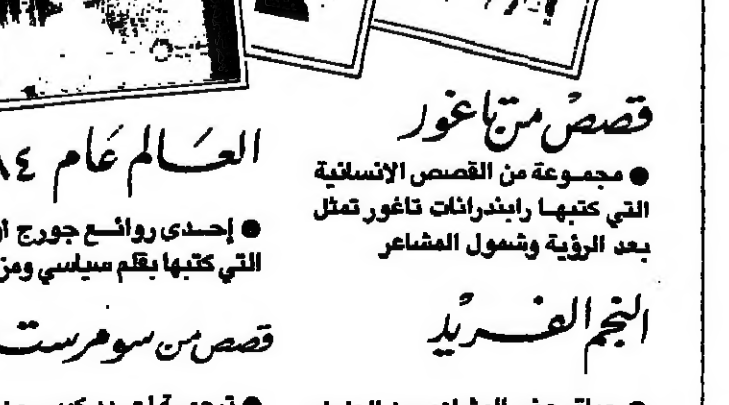 قصص من تاغور
● مجموعة من القصص الانسانية
التي كتبها رابندرانات تاغور تمثل
بعد الرؤية وشمول المشاعر
النجم الفريد
العالم عام
● إحدى روائع جورج
التي كتبها بقلم سياسي
قصص من سومرست